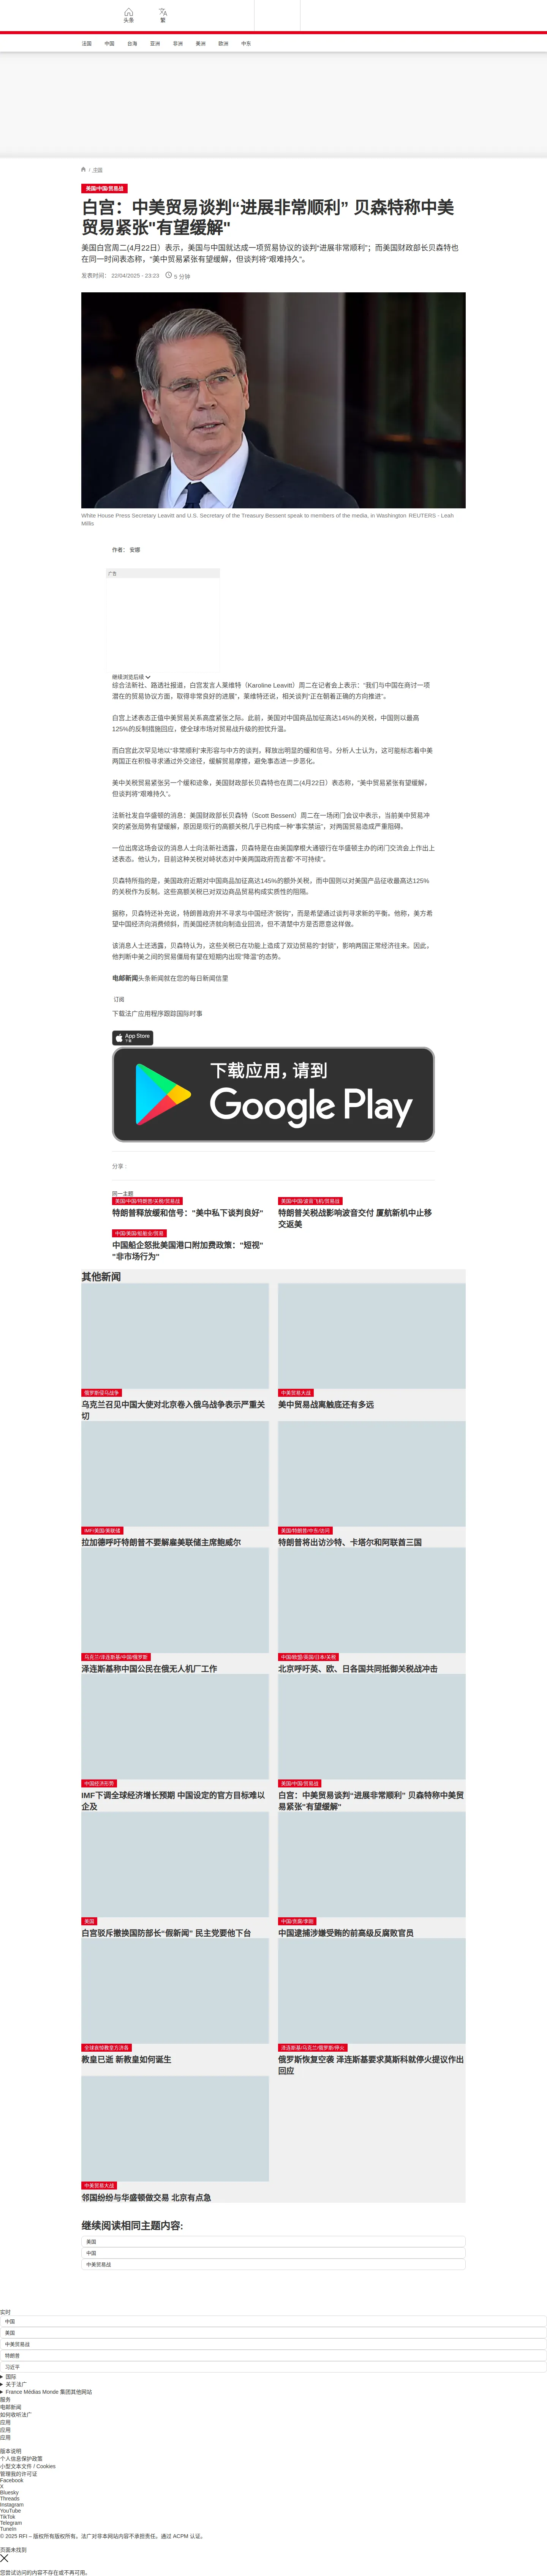 头条
繁
法国
中国
台海
亚洲
非洲
美洲
欧洲
中东
/ 法国
美国/中国/贸易战
白宫：中美贸易谈判“进展非常顺利” 贝森特称中美
贸易紧张"有望缓解"
美国白宫周二(4月22日）表示，美国与中国就达成一项贸易协议的谈判“进展非常顺利”；而美国财政部长贝森特也
在同一时间表态称，“美中贸易紧张有望缓解，但谈判将“艰难持久”。
发表时间： 22/04/2025 - 23:23
5 分钟
White House Press Secretary Leavitt and U.S. Secretary of the Treasury Bessent speak to members of the media, in Washington REUTERS - Leah
Millis
作者： 安娜
广告
继续浏览后续
综合法新社、路透社报道，白宫发言人莱维特（Karoline Leavitt）周二在记者会上表示：“我们与中国在商讨一项
潜在的贸易协议方面，取得非常良好的进展”，莱维特还说，相关谈判“正在朝着正确的方向推进”。
白宫上述表态正值中美贸易关系高度紧张之际。此前，美国对中国商品加征高达145%的关税，中国则以最高
125%的反制措施回应，使全球市场对贸易战升级的担忧升温。
而白宫此次罕见地以“非常顺利”来形容与中方的谈判，释放出明显的缓和信号。分析人士认为，这可能标志着中美
两国正在积极寻求通过外交途径，缓解贸易摩擦，避免事态进一步恶化。
美中关税贸易紧张另一个缓和迹象，美国财政部长贝森特也在周二(4月22日）表态称，“美中贸易紧张有望缓解，
但谈判将“艰难持久”。
法新社发自华盛顿的消息：美国财政部长贝森特（Scott Bessent）周二在一场闭门会议中表示，当前美中贸易冲
突的紧张局势有望缓解，原因是现行的高额关税几乎已构成一种“事实禁运”，对两国贸易造成严重阻碍。
一位出席这场会议的消息人士向法新社透露，贝森特是在由美国摩根大通银行在华盛顿主办的闭门交流会上作出上
述表态。他认为，目前这种关税对峙状态对中美两国政府而言都“不可持续”。
贝森特所指的是，美国政府近期对中国商品加征高达145%的额外关税，而中国则以对美国产品征收最高达125%
的关税作为反制。这些高额关税已对双边商品贸易构成实质性的阻隔。
据称，贝森特还补充说，特朗普政府并不寻求与中国经济“脱钩”，而是希望通过谈判寻求新的平衡。他称，美方希
望中国经济向消费倾斜，而美国经济就向制造业回流，但不清楚中方是否愿意这样做。
该消息人士还透露，贝森特认为，这些关税已在功能上造成了双边贸易的“封锁”，影响两国正常经济往来。因此，
他判断中美之间的贸易僵局有望在短期内出现“降温”的态势。
电邮新闻头条新闻就在您的每日新闻信里
订阅
下载法广应用程序跟踪国际时事
App Store
下载
下载应用，请到
Google Play
分享 :
同一主题
美国/中国/特朗普/关税/贸易战
特朗普释放缓和信号："美中私下谈判良好"
美国/中国/波音飞机/贸易战
特朗普关税战影响波音交付 厦航新机中止移
交返美
中国/美国/船舶业/贸易
中国船企怒批美国港口附加费政策："短视"
"非市场行为"
其他新闻
俄罗斯侵乌战争
乌克兰召见中国大使对北京卷入俄乌战争表示严重关
切
中美贸易大战
美中贸易战离触底还有多远
IMF/美国/美联储
拉加德呼吁特朗普不要解雇美联储主席鲍威尔
美国/特朗普/中东/访问
特朗普将出访沙特、卡塔尔和阿联酋三国
乌克兰/泽连斯基/中国/俄罗斯
泽连斯基称中国公民在俄无人机厂工作
中国/欧盟/英国/日本/关税
北京呼吁英、欧、日各国共同抵御关税战冲击
中国经济形势
IMF下调全球经济增长预期 中国设定的官方目标难以
企及
美国/中国/贸易战
白宫：中美贸易谈判“进展非常顺利” 贝森特称中美贸
易紧张"有望缓解"
美国
白宫驳斥撤换国防部长“假新闻” 民主党要他下台
中国逮捕涉嫌受贿的前高级反腐败官员
教皇已逝 新教皇如何诞生
泽连斯基/乌克兰/俄罗斯/停火
俄罗斯恢复空袭 泽连斯基要求莫斯科就停火提议作出
回应
中美贸易大战
邻国纷纷与华盛顿做交易 北京有点急
继续阅读相同主题内容:
美国
中国
中美贸易战
实时
中国
美国
中美贸易战
特朗普
习近平
国际
关于法广
France Médias Monde 集团其他网站
服务
电邮新闻
如何收听法广
应用
应用
应用
版本说明
个人信息保护政策
小型文本文件 / Cookies
管理我的许可证
Facebook
X
Bluesky
Threads
Instagram
YouTube
TikTok
Telegram
TuneIn
© 2025 RFI – 版权所有版权所有。法广对非本网站内容不承担责任。通过 ACPM 认证。
页面未找到
您尝试访问的内容不存在或不再可用。